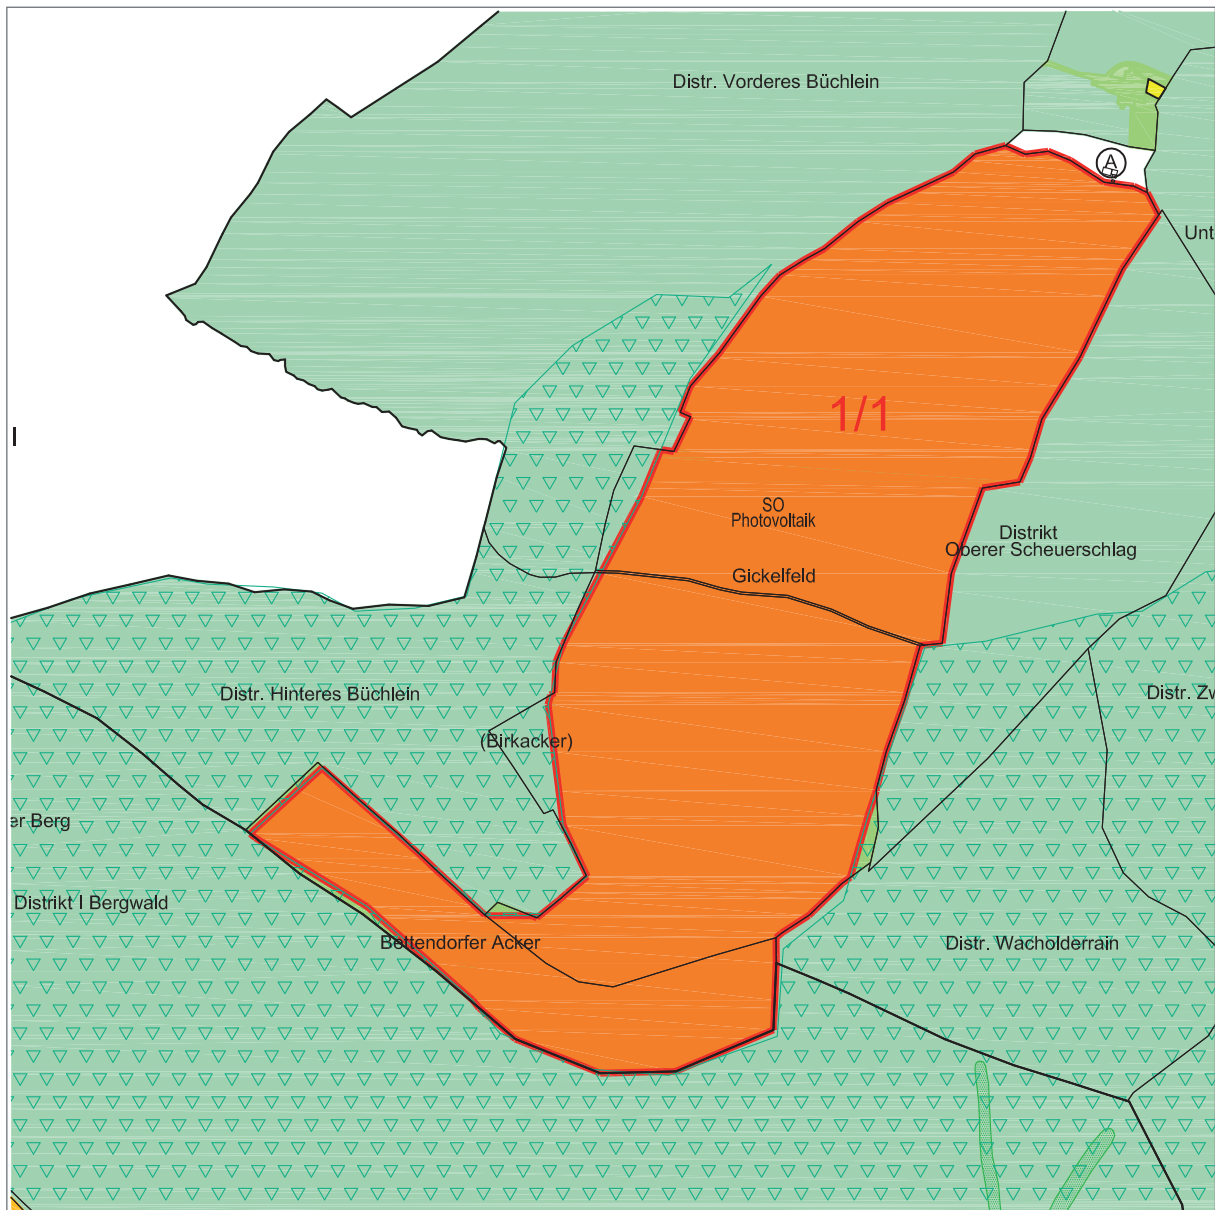 Distr. Vorderes Büchlein
A
Unt
1/1
I
SO
Photovoltaik
Distrikt
Oberer Scheuerschlag
Gickelfeld
Distr. Hinteres Büchlein
Distr. Zw
(Birkacker)
er Berg
Distrikt I Bergwald
Bettendorfer Acker
Distr. Wacholderrain